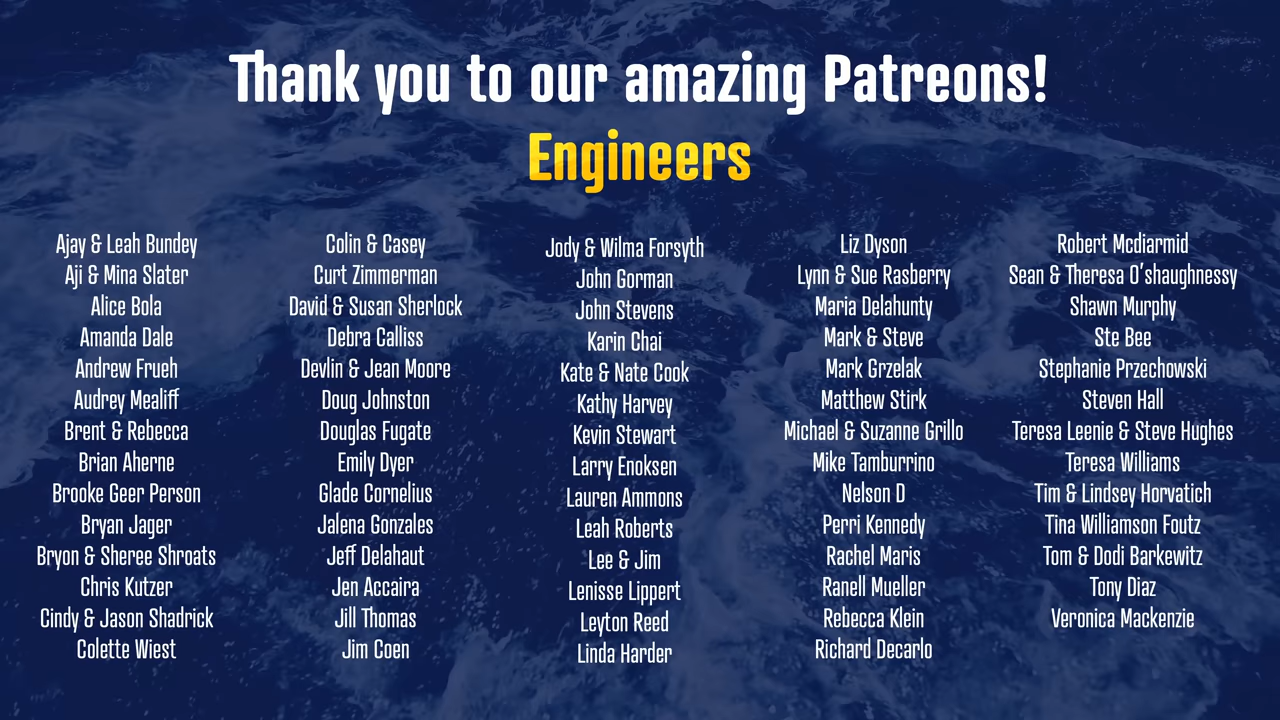 Thank you to our amazing Patreons!
Engineers
Ajay & Leah Bundey
Aji & Mina Slater
Alice Bola
Amanda Dale
Andrew Frueh
Audrey Mealiff
Brent & Rebecca
Brian Aherne
Brooke Geer Person
Bryan Jager
Bryon & Sheree Shroats
Chris Kutzer
Cindy & Jason Shadrick
Colette Wiest
Colin & Casey
Curt Zimmerman
David & Susan Sherlock
Debra Calliss
Devlin & Jean Moore
Doug Johnston
Douglas Fugate
Emily Dyer
Glade Cornelius
Jalena Gonzales
Jeff Delahaut
Jen Accaira
Jill Thomas
Jim Coen
Jody & Wilma Forsyth
John Gorman
John Stevens
Karin Chai
Kate & Nate Cook
Kathy Harvey
Kevin Stewart
Larry Enoksen
Lauren Ammons
Leah Roberts
Lee & Jim
Lenisse Lippert
Leyton Reed
Linda Harder
Liz Dyson
Lynn & Sue Rasberry
Maria Delahunty
Mark & Steve
Mark Grzelak
Matthew Stirk
Michael & Suzanne Grillo
Mike Tamburrino
Nelson D
Perri Kennedy
Rachel Maris
Ranell Mueller
Rebecca Klein
Richard Decarlo
Robert Mcdiarmid
Sean & Theresa O'shaughnessy
Shawn Murphy
Ste Bee
Stephanie Przechowski
Steven Hall
Teresa Leenie & Steve Hughes
Teresa Williams
Tim & Lindsey Horvatich
Tina Williamson Foutz
Tom & Dodi Barkewitz
Tony Diaz
Veronica Mackenzie